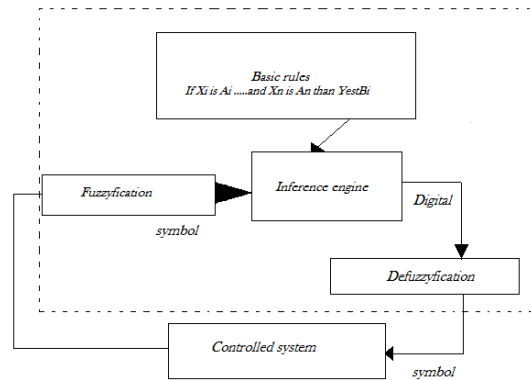 Basic rules
If Xi is Ai .....and Xn is An than YestBi
Fuzzyfication
Inference engine
symbol
Digital
Defuzzyfication
Controlled system
symbol